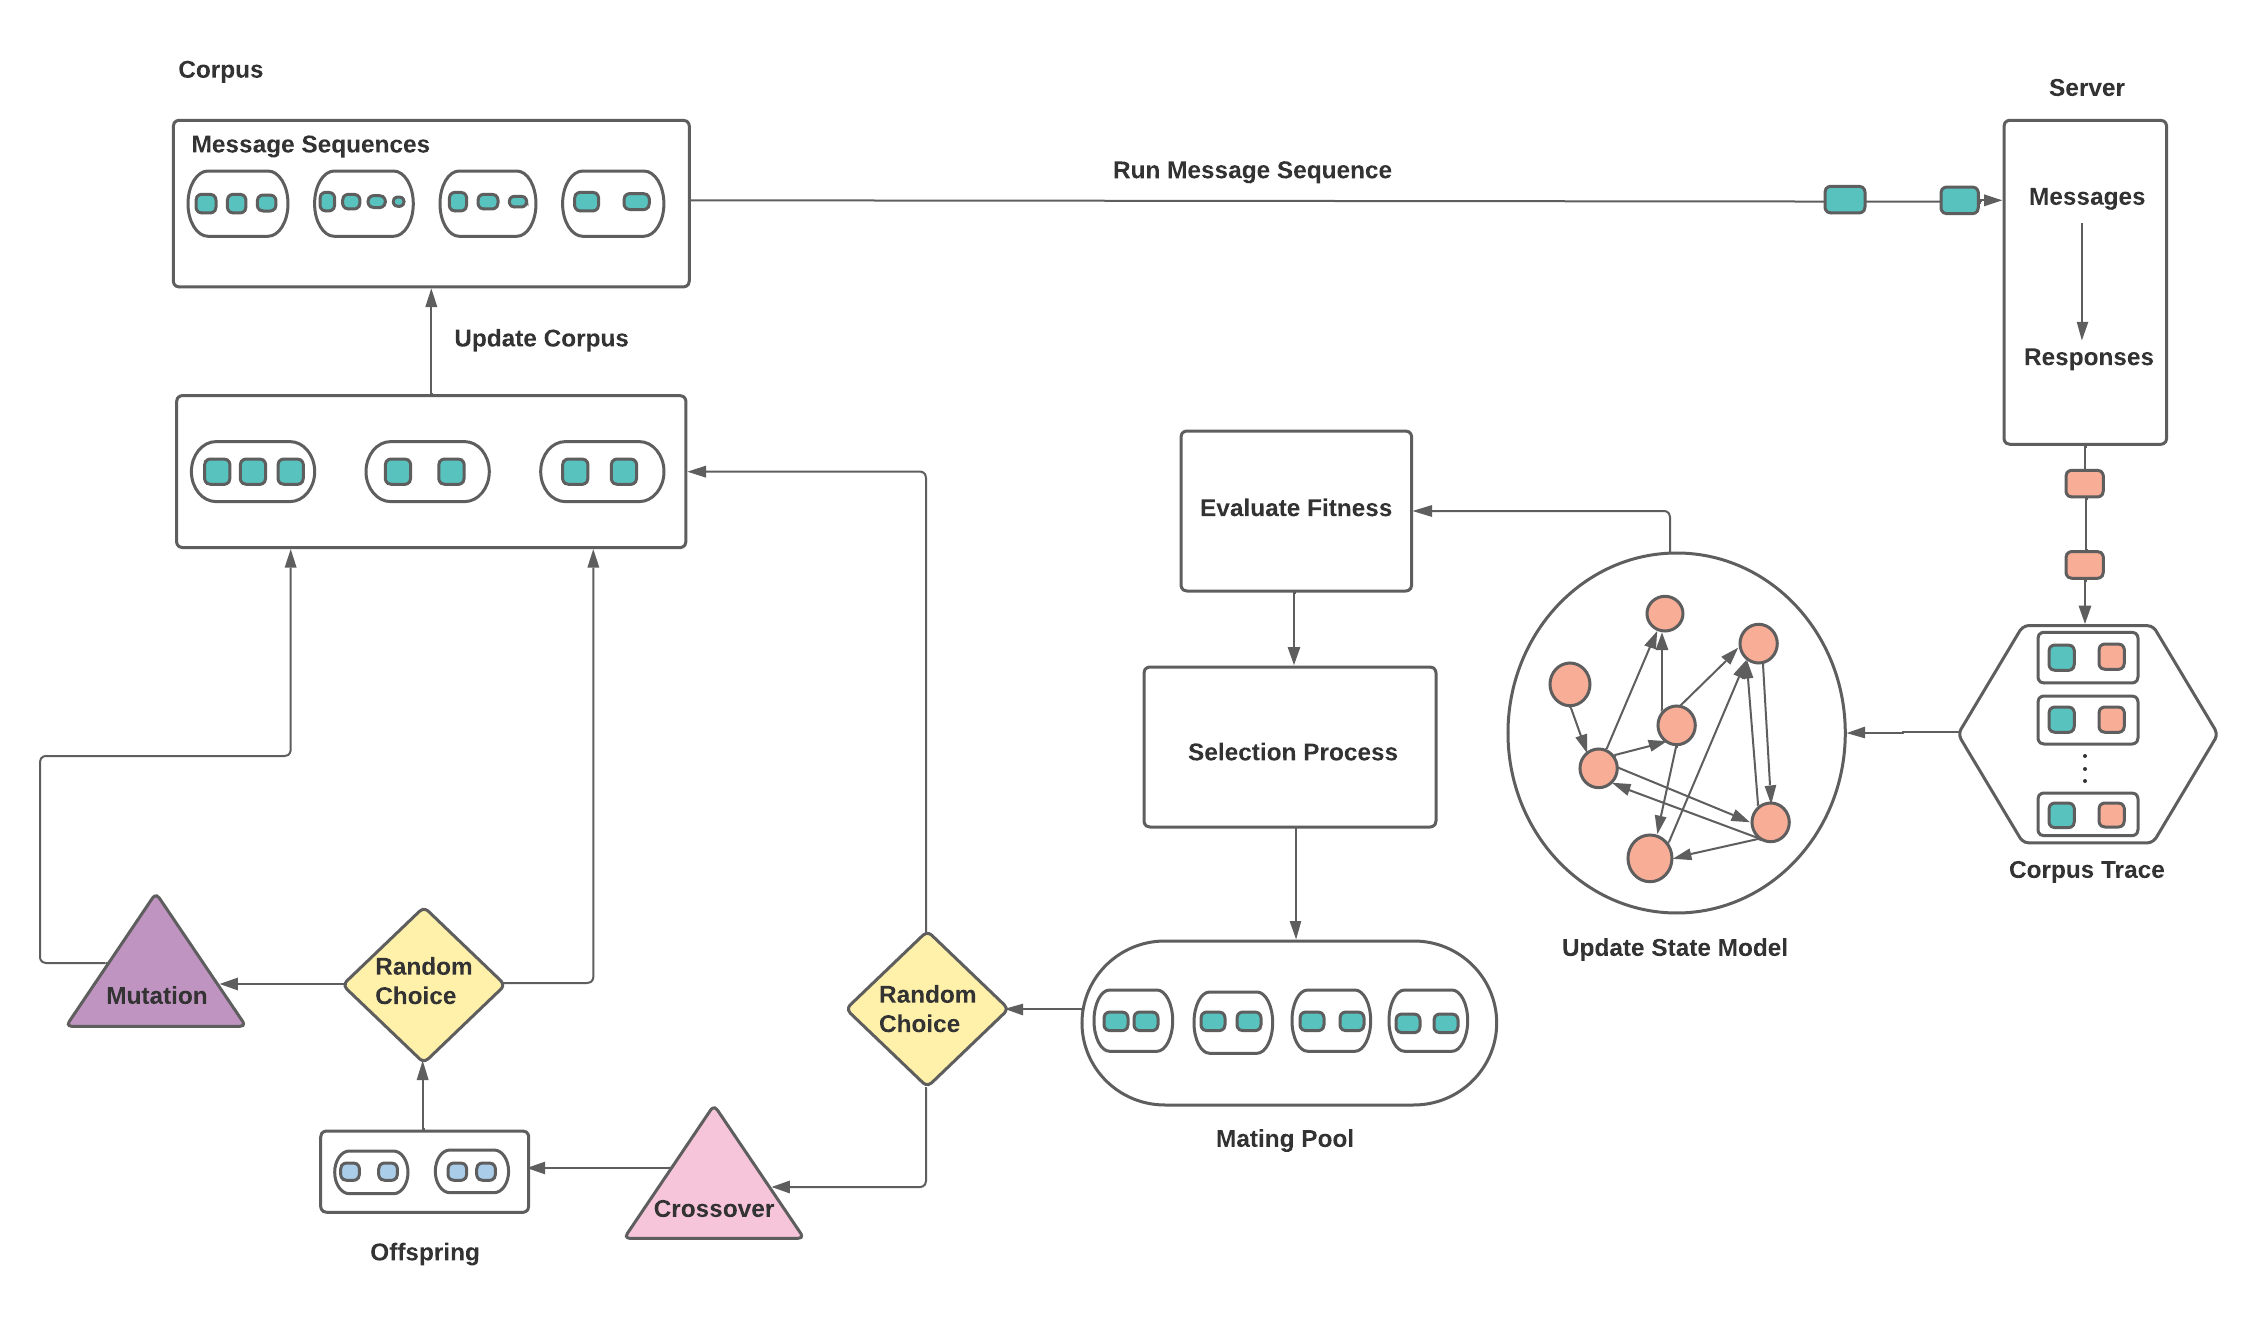 Corpus
Server
Message Sequences
Run Message Sequence
Messages
Responses
Update Corpus
Evaluate Fitness
Selection Process
Corpus Trace
Update State Model
Mutation
Random
Choice
Random
Choice
Mating Pool
Crossover
Offspring